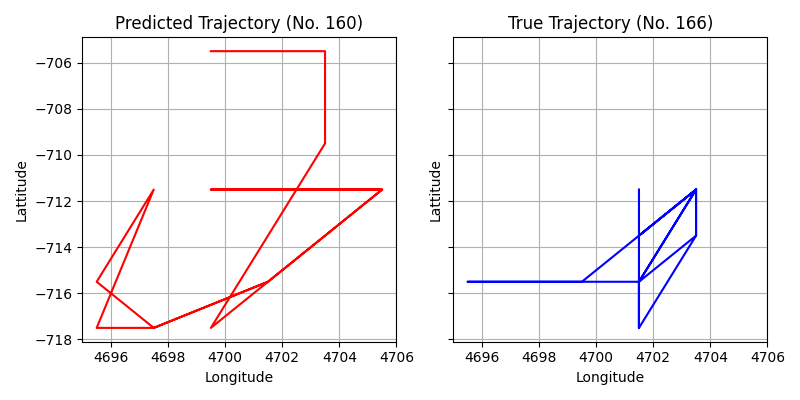 Predicted Trajectory (No. 160)
True Trajectory (No. 166)
−706
−708
−710
−712
−714
−716
−718
Lattitude
Lattitude
4696 4698 4700 4702 4704 4706
4696 4698 4700 4702 4704 4706
Longitude
Longitude